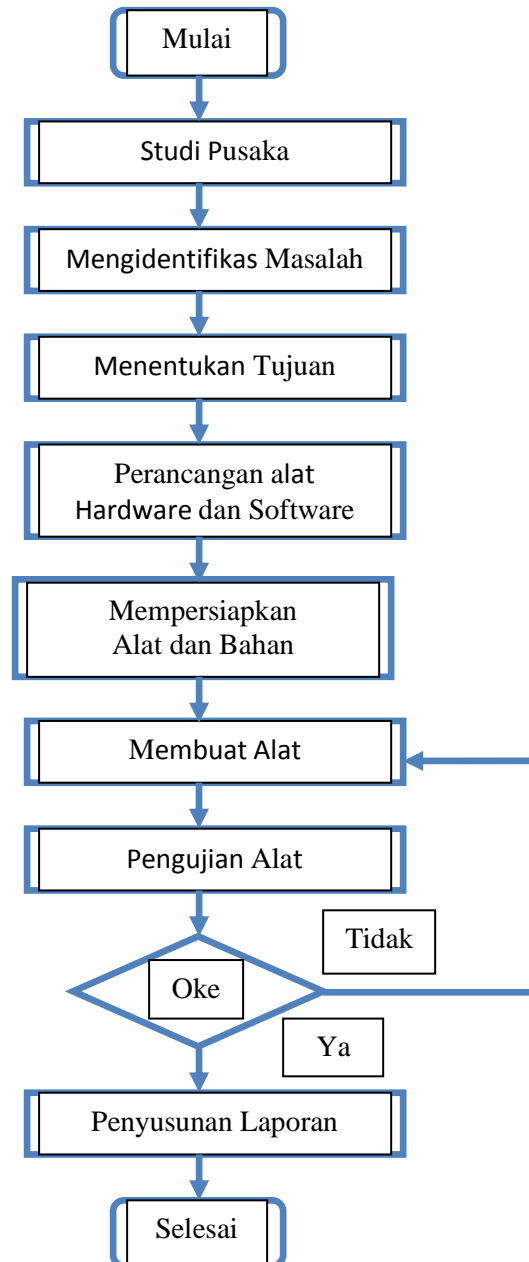 Mulai
Studi Pusaka
Mengidentifikas Masalah
Menentukan Tujuan
Perancangan alat
Hardware dan Software
Mempersiapkan
Alat dan Bahan
Membuat Alat
Pengujian Alat
Tidak
Oke
Ya
Penyusunan Laporan
Selesai